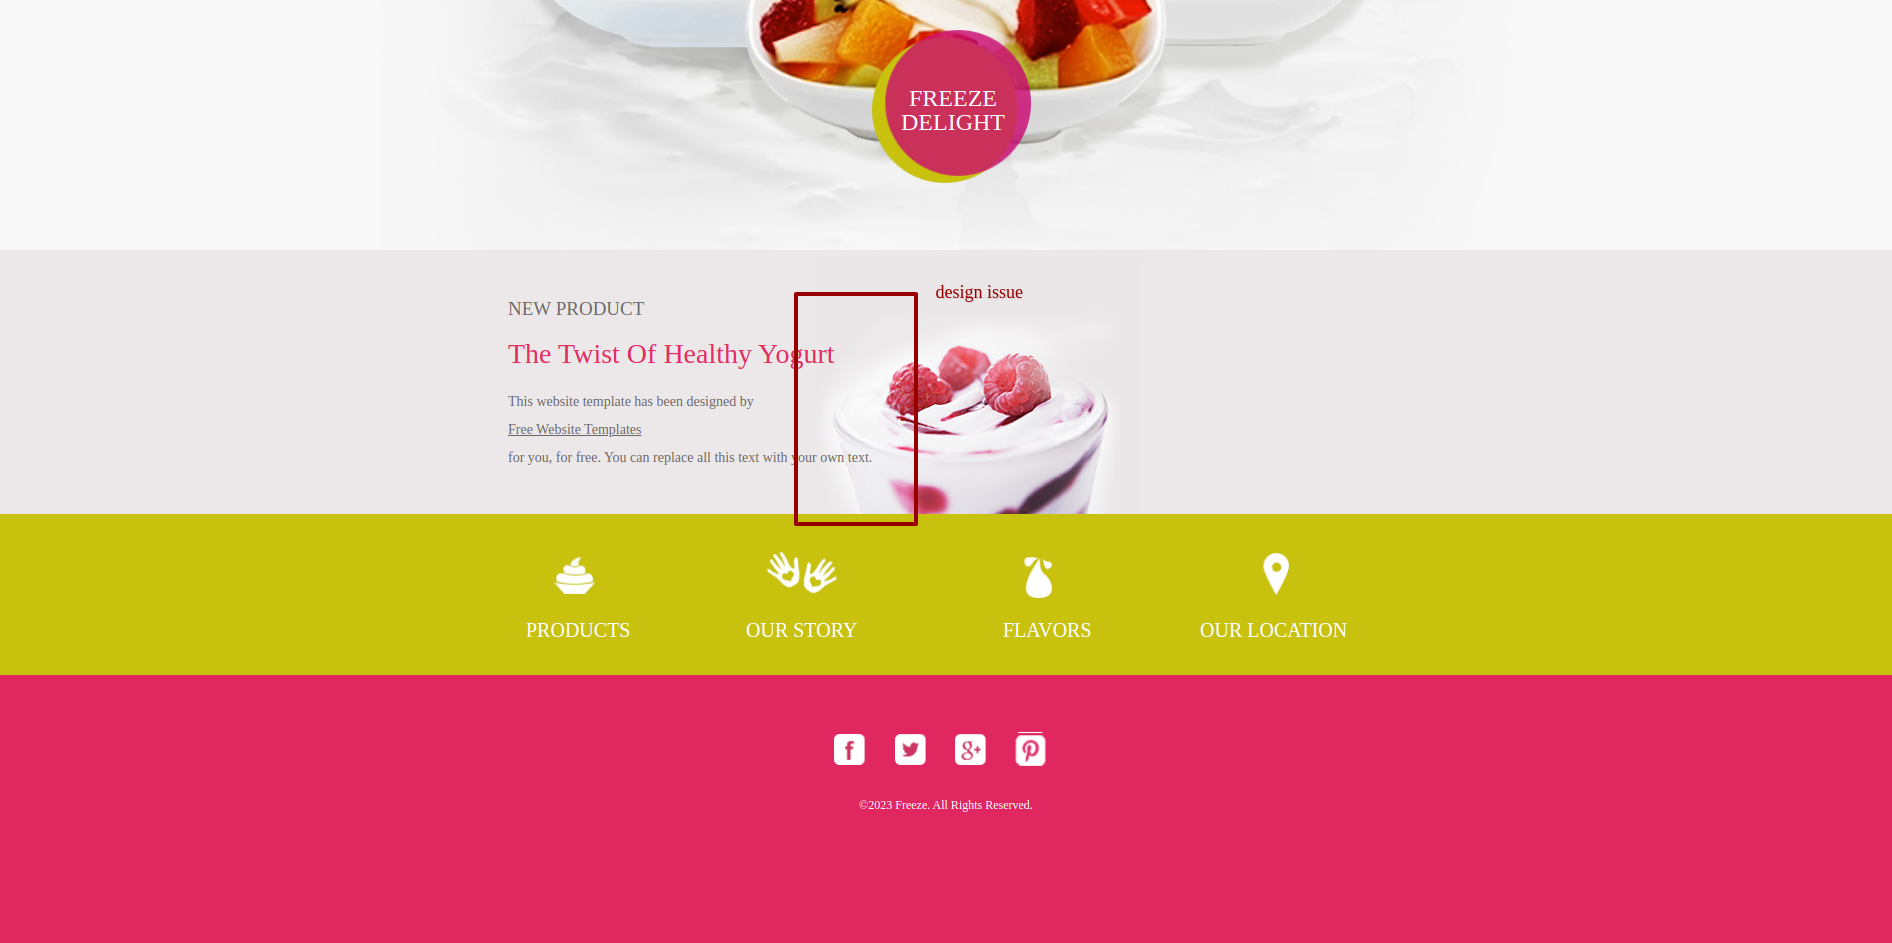 FREEZE
DELIGHT
design issue
NEW PRODUCT
The Twist Of Healthy Yogurt
This website template has been designed by
Free Website Templates
for you, for free. You can replace all this text with your own text.
PRODUCTS
OUR STORY
FLAVORS
OUR LOCATION
©2023 Freeze. All Rights Reserved.